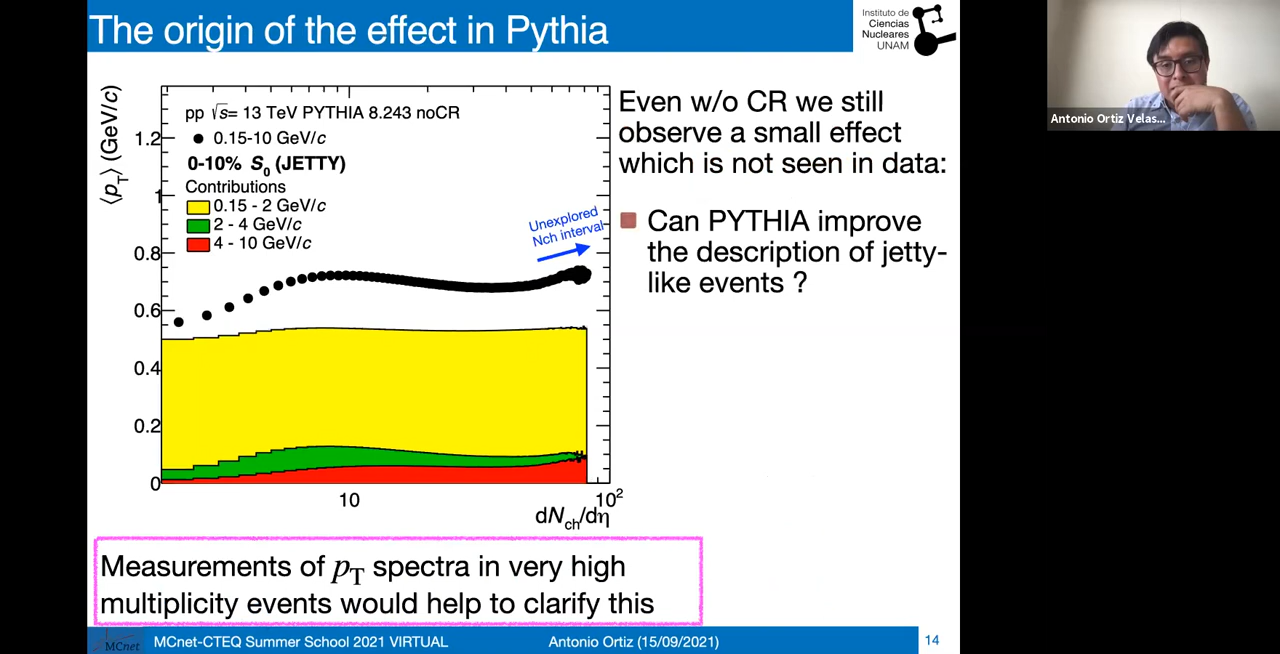 The origin of the effect in Pythia
Instituto de
Ciencias
Nucleares
UNAM
Antonio Ortiz Velas...
⟨pT⟩ (GeV/c)
pp √s= 13 TeV PYTHIA 8.243 noCR
0.15-10 GeV/c
0-10% S0 (JETTY)
Contributions
0.15 - 2 GeV/c
2 - 4 GeV/c
4 - 10 GeV/c
Unexplored
Nch interval
1.2
1
0.8
0.6
0.4
0.2
0
10
10²
dNch/dη
Even w/o CR we still
observe a small effect
which is not seen in data:
Can PYTHIA improve
the description of jetty-
like events ?
Measurements of pT spectra in very high
multiplicity events would help to clarify this
MCnet
MCnet-CTEQ Summer School 2021 VIRTUAL
Antonio Ortiz (15/09/2021)
14